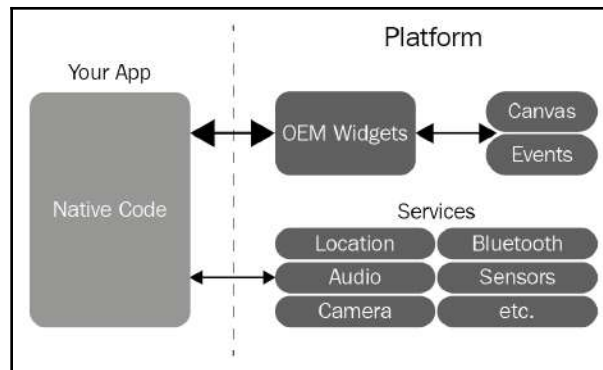 Platform
Your App
Native Code
OEM Widgets
Canvas
Events
Services
Location
Bluetooth
Audio
Sensors
Camera
etc.